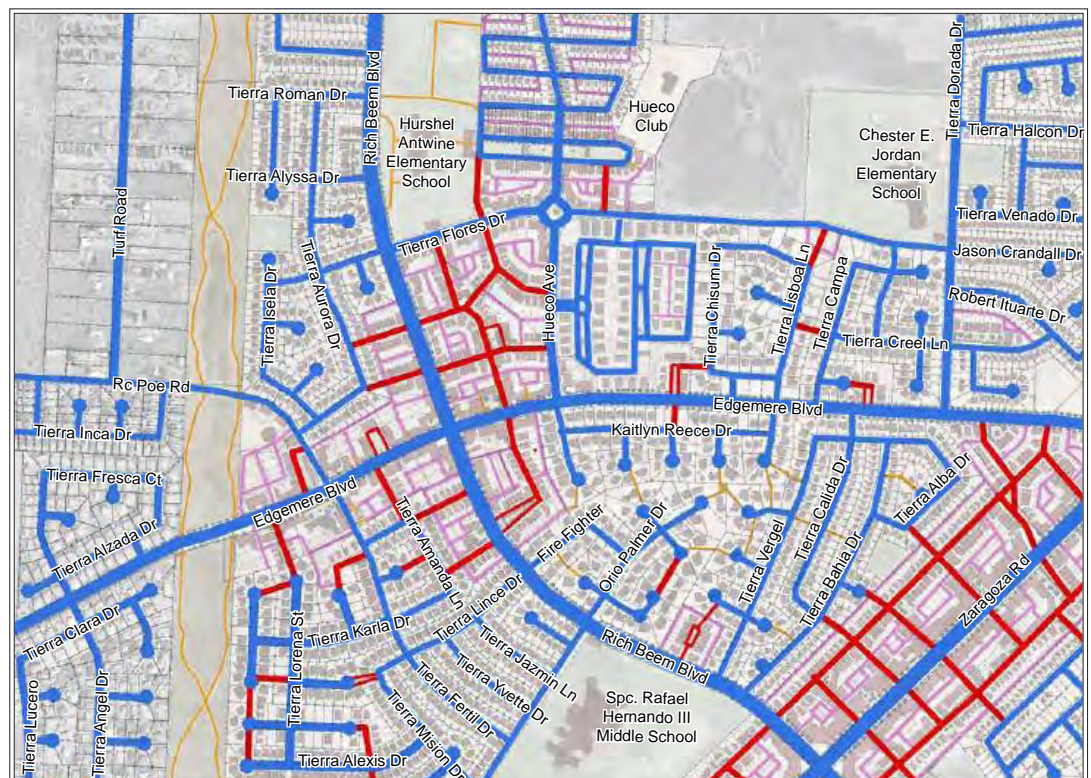 Tierra Roman Dr
Rich Beem Blvd
Hurshel
Antwine
Elementary
School
Hueco
Club
Chester E.
Jordan
Elementary
School
Tierra Dorada Dr
Tierra Halcon Dr
Tierra Alyssa Dr
Turf Road
Tierra Flores Dr
Tierra Venado Dr
Jason Crandall Dr
Tierra Isela Dr
Tierra Aurora Dr
Hueco Ave
Tierra Chisum Dr
Tierra Lisboa Ln
Tierra Campa
Robert Ituarte Dr
Tierra Creel Ln
Rc Poe Rd
Edgemere Blvd
Tierra Inca Dr
Kaitlyn Reece Dr
Tierra Fresca Ct
Edgemere Blvd
Tierra Alzada Dr
Tierra Amanda Ln
Fire Fighter
Orio Palmer Dr
Tierra Vergel
Tierra Calida Dr
Tierra Alba Dr
Tierra Bahia Dr
Zaragoza Rd
Tierra Clara Dr
Tierra Karla Dr
Tierra Lince Dr
Tierra Jazmin Ln
Rich Beem Blvd
Tierra Lorena St
Tierra Yvette Dr
Tierra Fertil Dr
Tierra Mision Dr
Tierra Lucero
Tierra Angel Dr
Tierra Alexis Dr
Spc. Rafael
Hernando III
Middle School